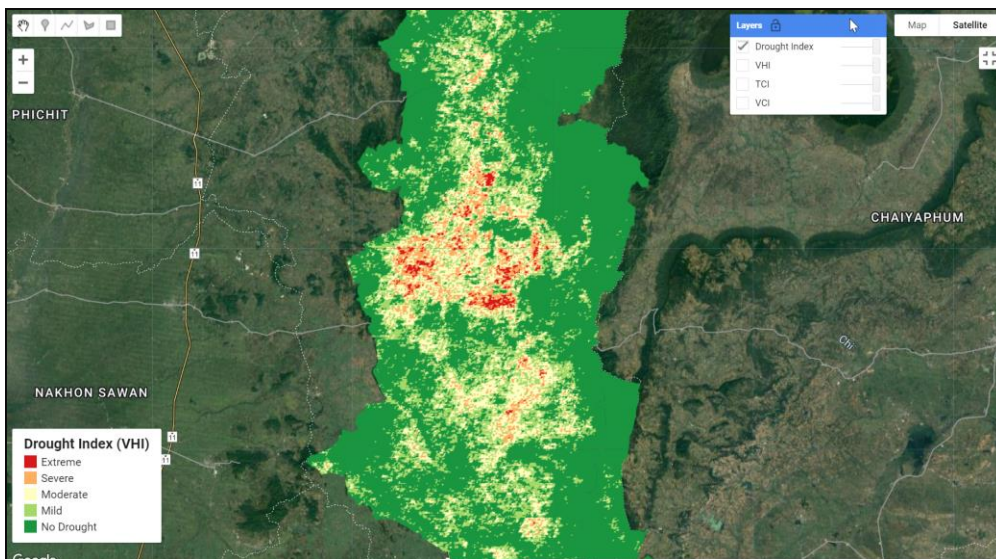 Layers
Map
Satellite
Drought Index
VHI
TCI
VCI
+
−
PHICHIT
11
CHAIYAPHUM
11
Chi
NAKHON SAWAN
11
11
Drought Index (VHI)
Extreme
Severe
Moderate
Mild
No Drought
Google